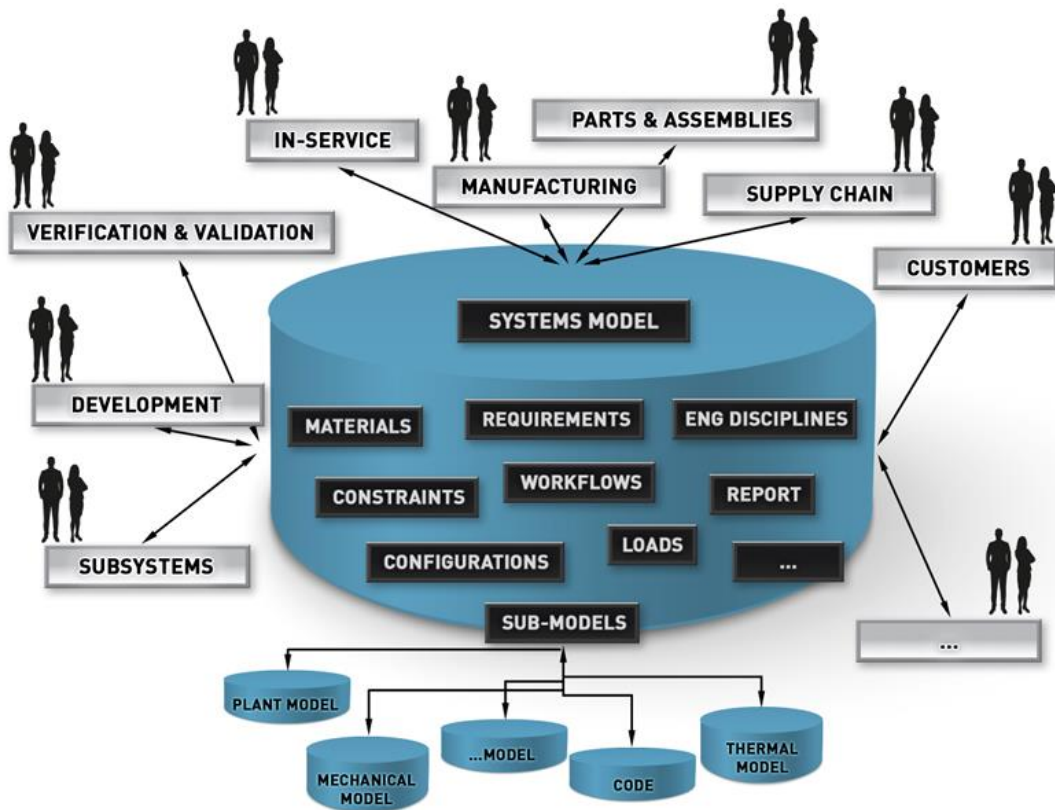 PARTS & ASSEMBLIES
IN-SERVICE
MANUFACTURING
SUPPLY CHAIN
VERIFICATION & VALIDATION
CUSTOMERS
SYSTEMS MODEL
DEVELOPMENT
MATERIALS
REQUIREMENTS
ENG DISCIPLINES
CONSTRAINTS
WORKFLOWS
REPORT
SUBSYSTEMS
CONFIGURATIONS
LOADS
...
SUB-MODELS
...
PLANT MODEL
MECHANICAL
MODEL
...MODEL
CODE
THERMAL
MODEL